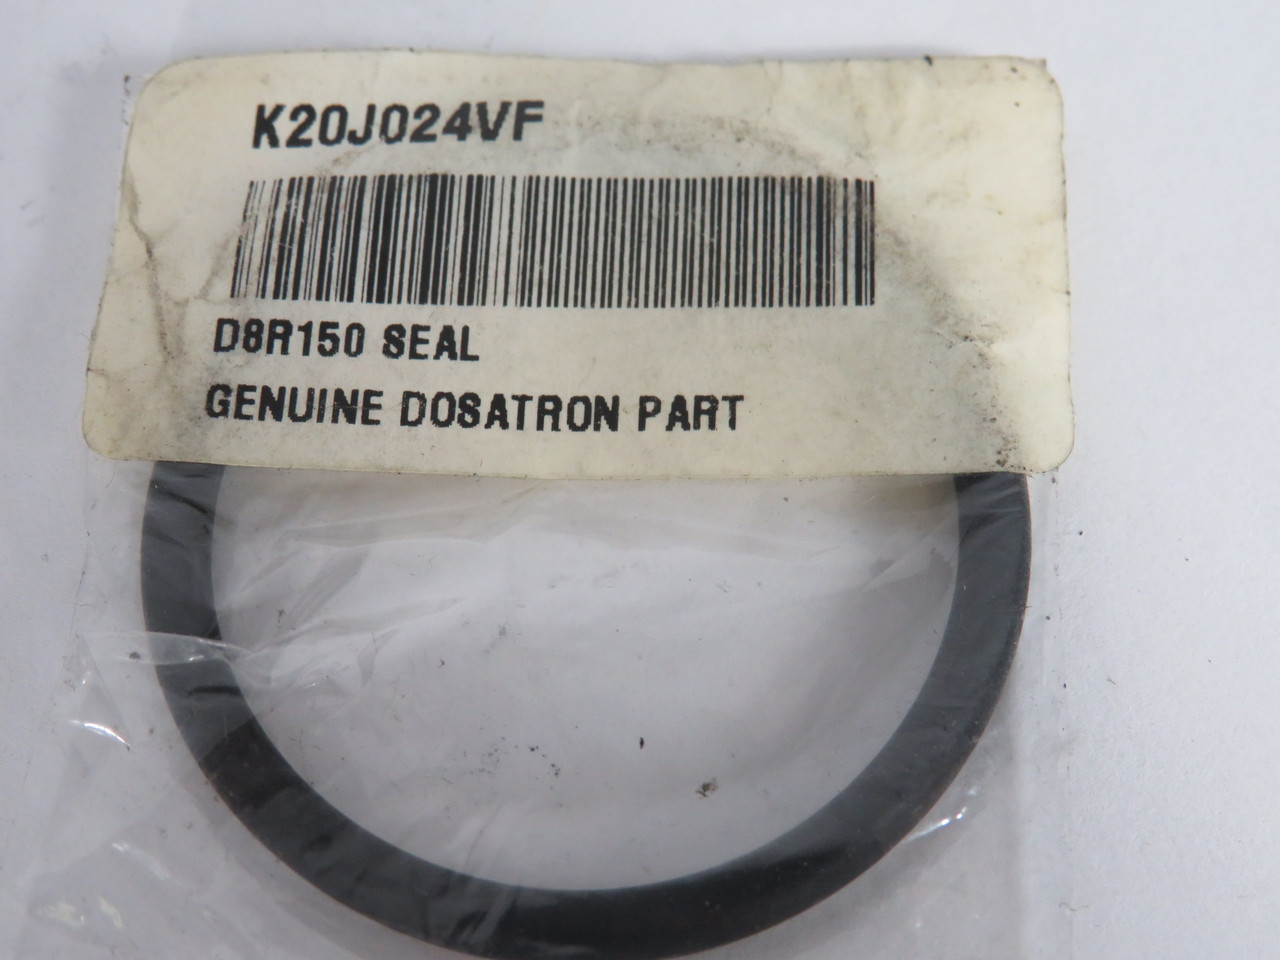 K20J024VF
D8R150 SEAL
GENUINE DOSATRON PART